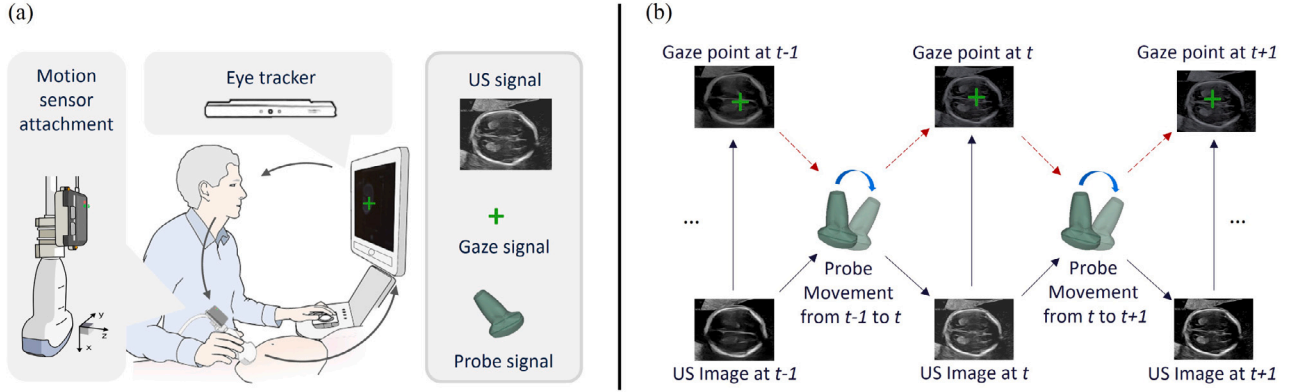 (a)
Motion
sensor
attachment
Eye tracker
US signal
Gaze signal
Probe signal
y
z
x
(b)
Gaze point at t-1
Gaze point at t
Gaze point at t+1
...
...
Probe
Movement
from t-1 to t
Probe
Movement
from t to t+1
US Image at t-1
US Image at t
US Image at t+1